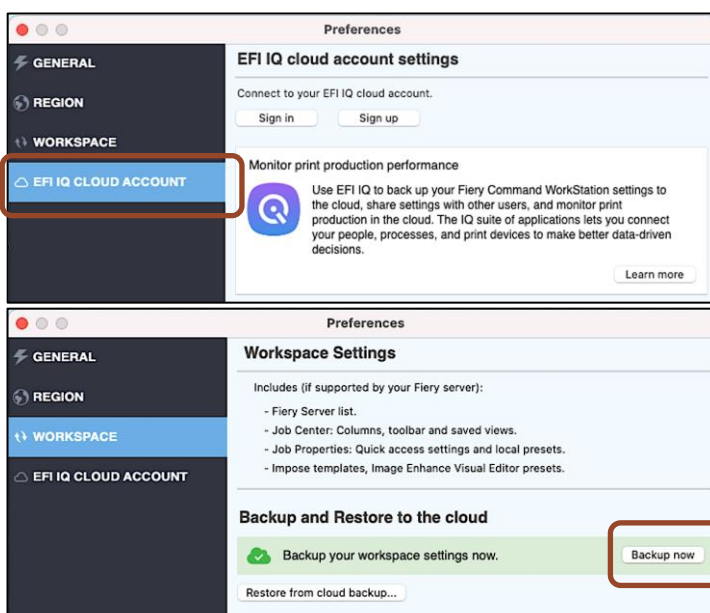 Preferences
GENERAL
REGION
WORKSPACE
EFI IQ CLOUD ACCOUNT
EFI IQ cloud account settings
Connect to your EFI IQ cloud account.
Sign in
Sign up
Monitor print production performance
Use EFI IQ to back up your Fiery Command WorkStation settings to
the cloud, share settings with other users, and monitor print
production in the cloud. The IQ suite of applications lets you connect
your people, processes, and print devices to make better data-driven
decisions.
Learn more
Preferences
GENERAL
REGION
WORKSPACE
EFI IQ CLOUD ACCOUNT
Workspace Settings
Includes (if supported by your Fiery server):
- Fiery Server list.
- Job Center: Columns, toolbar and saved views.
- Job Properties: Quick access settings and local presets.
- Impose templates, Image Enhance Visual Editor presets.
Backup and Restore to the cloud
Backup your workspace settings now.
Backup now
Restore from cloud backup...